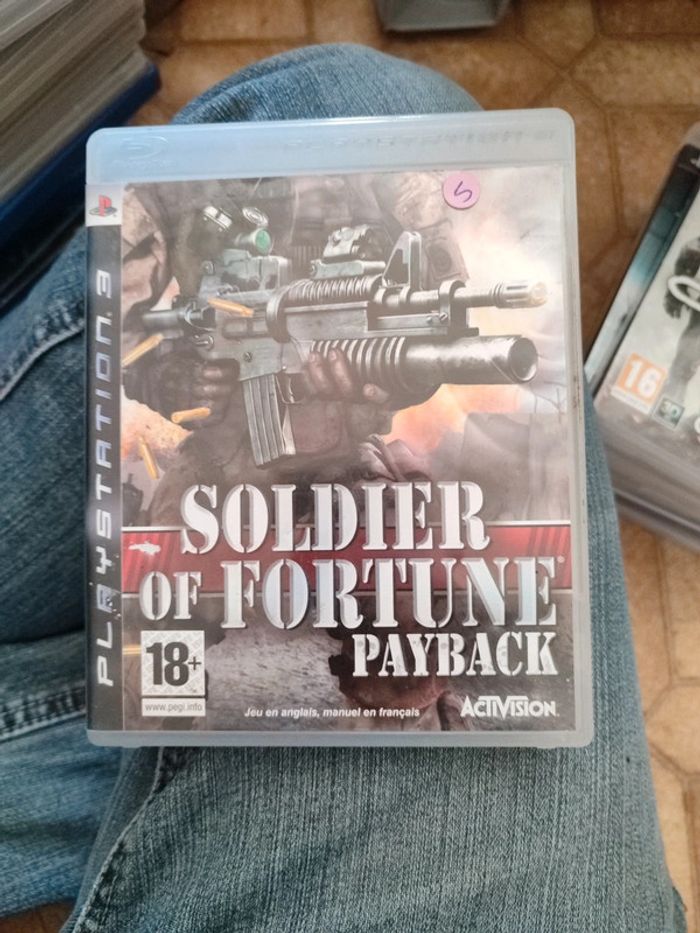 PLAYSTATION 3
5
SOLDIER
OF FORTUNE®
PAYBACK
18+
www.pegi.info
Jeu en anglais, manuel en français
ACTIVISION
16